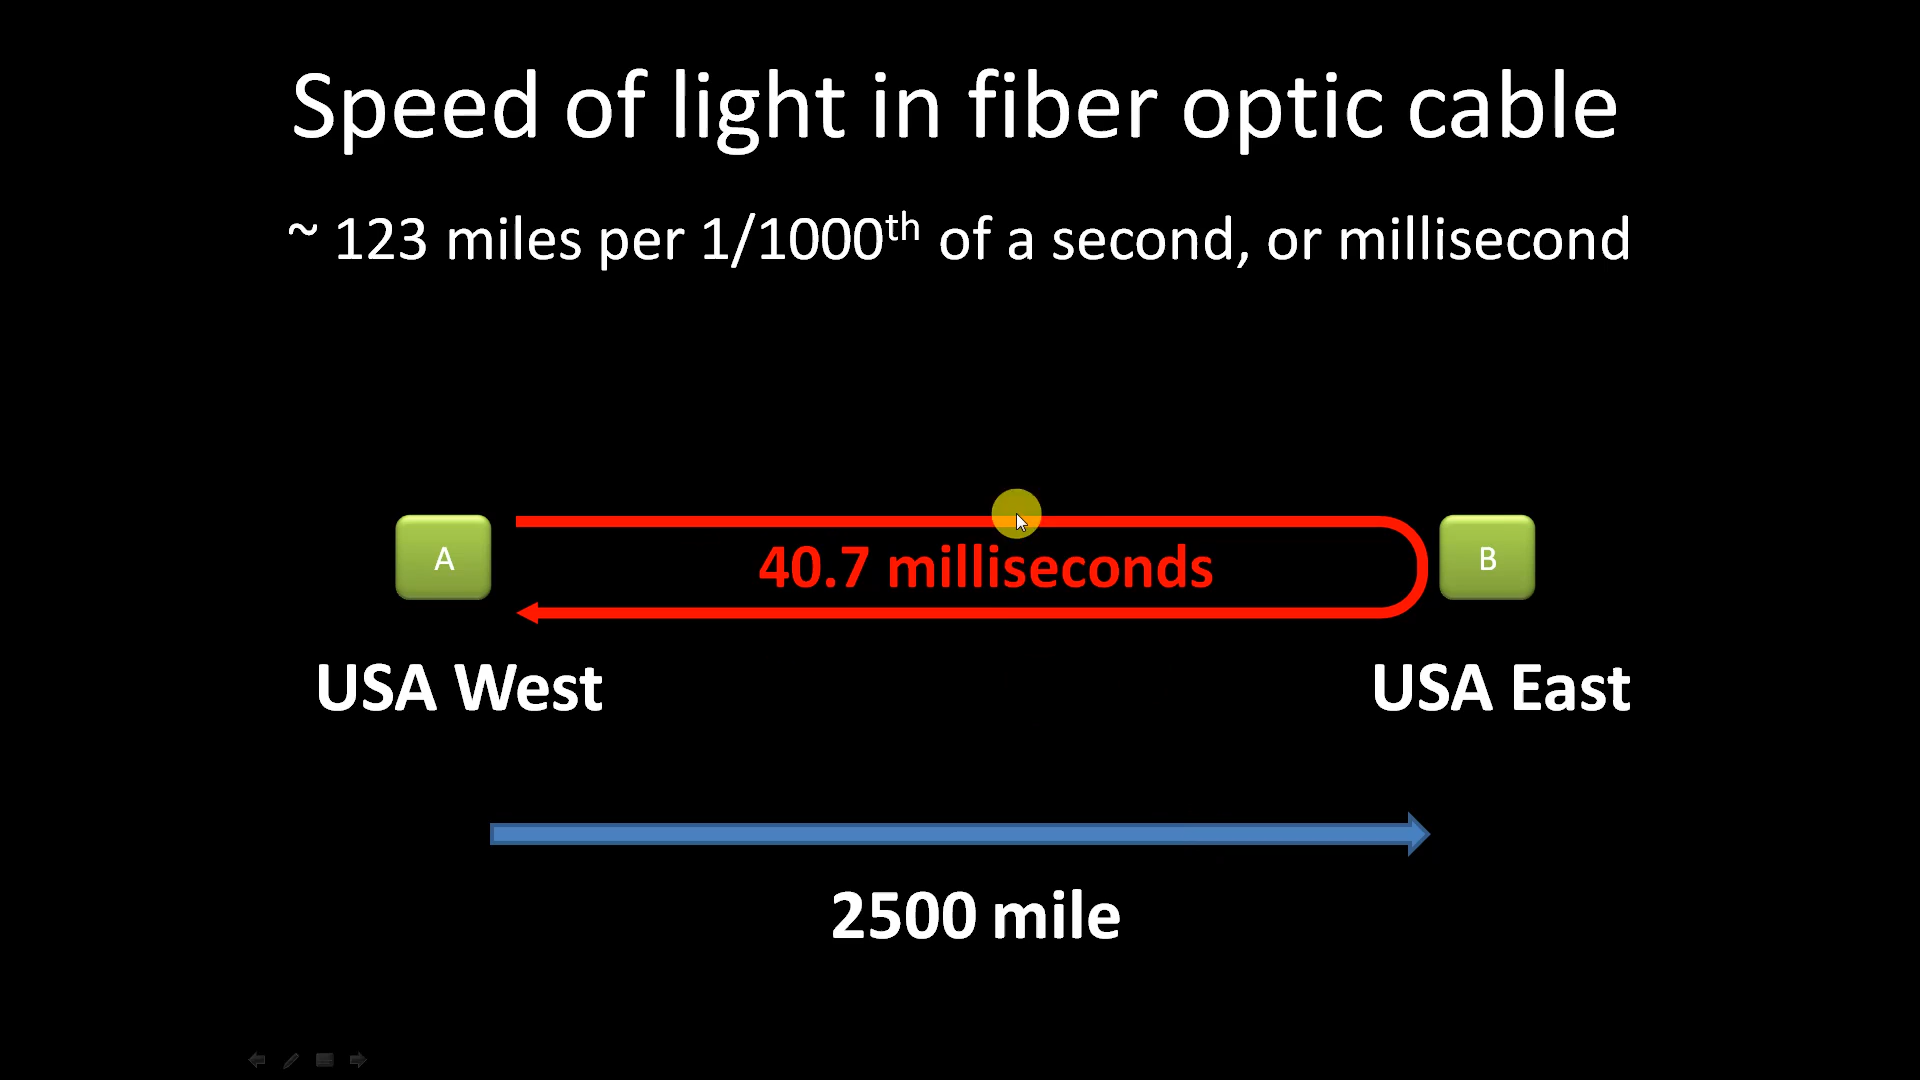 Speed of light in fiber optic cable
~ 123 miles per 1/1000th of a second, or millisecond
A
40.7 milliseconds
B
USA West
USA East
2500 mile